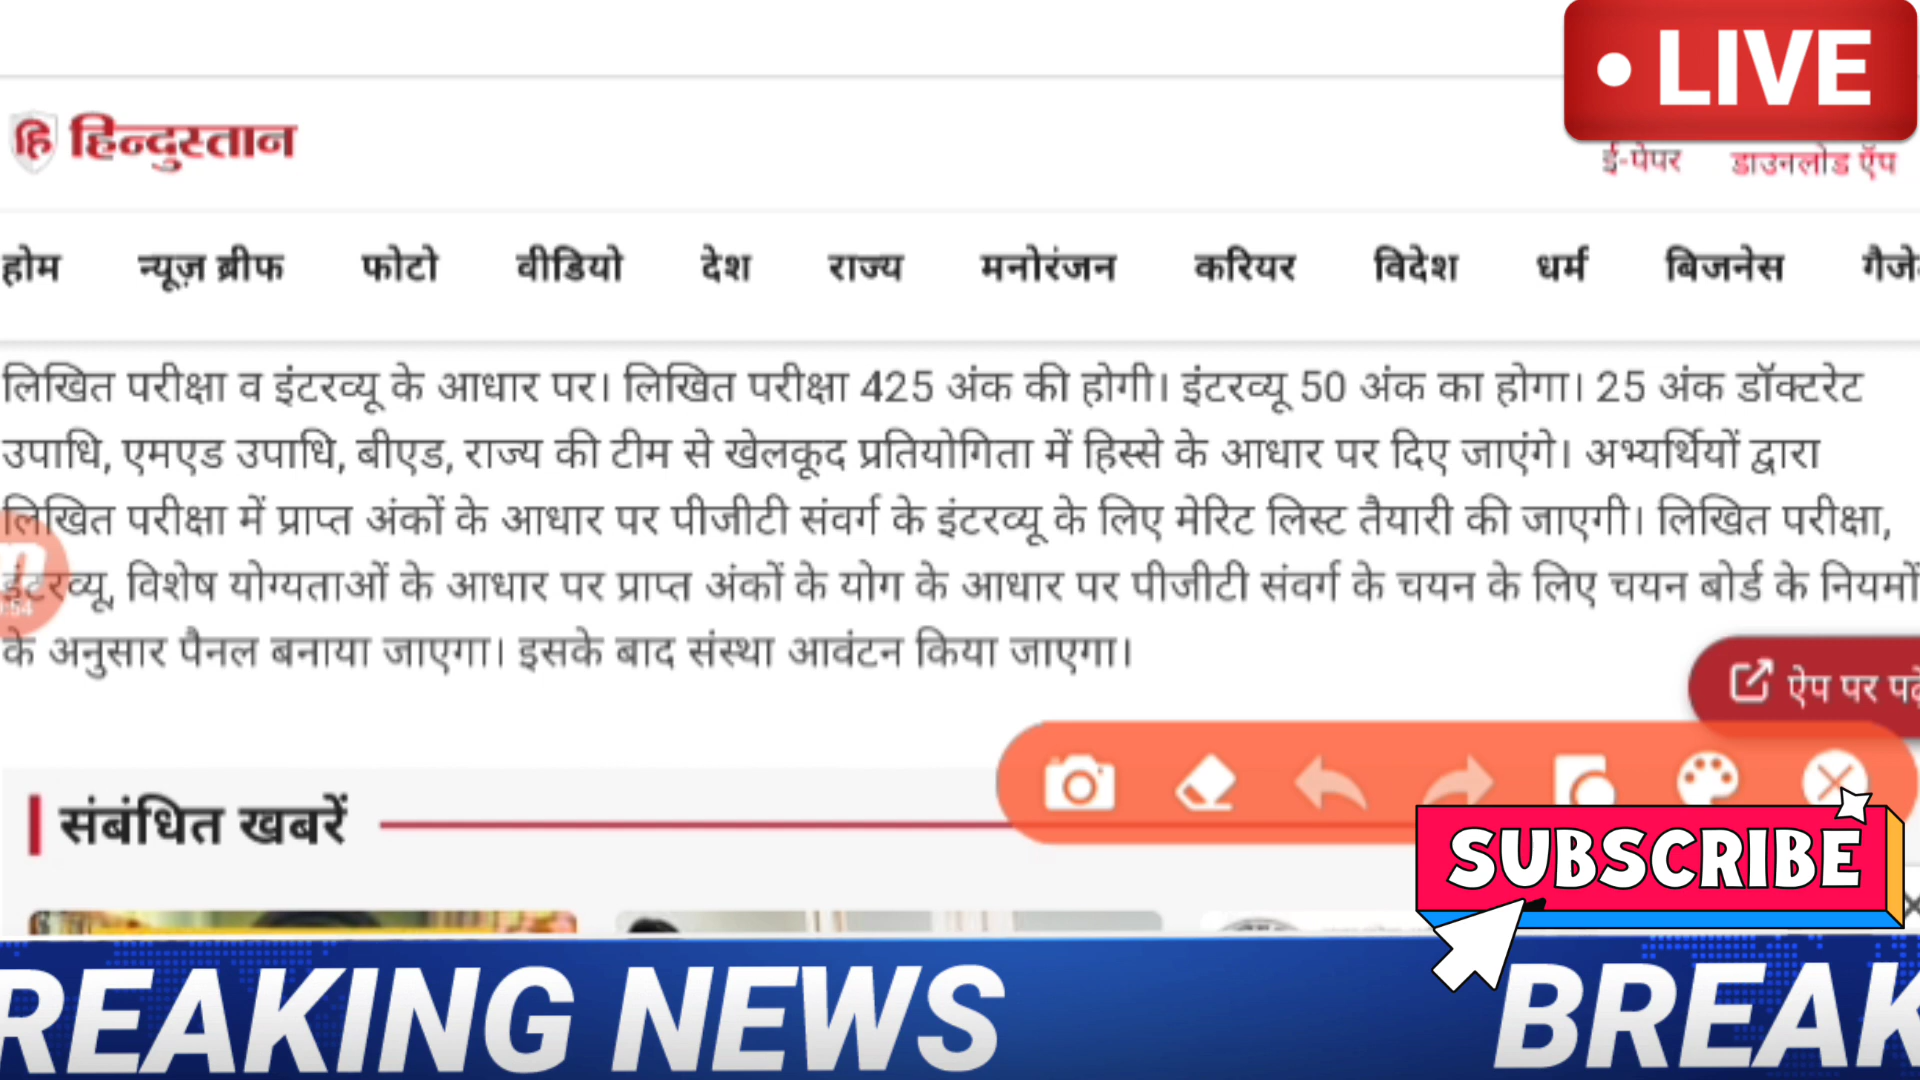 LIVE
हि हिन्दुस्तान
ई-पेपर डाउनलोड ऍप
होम न्यूज़ ब्रीफ फोटो वीडियो देश राज्य मनोरंजन करियर विदेश धर्म बिजनेस
लिखित परीक्षा व इंटरव्यू के आधार पर। लिखित परीक्षा 425 अंक की होगी। इंटरव्यू 50 अंक का होगा। 25 अंक डॉक्टरेट
उपाधि, एमएड उपाधि, बीएड, राज्य की टीम से खेलकूद प्रतियोगिता में हिस्से के आधार पर दिए जाएंगे। अभ्यर्थियों द्वारा
लिखित परीक्षा में प्राप्त अंकों के आधार पर पीजीटी संवर्ग के इंटरव्यू के लिए मेरिट लिस्ट तैयारी की जाएगी। लिखित परीक्षा,
इंटरव्यू, विशेष योग्यताओं के आधार पर प्राप्त अंकों के योग के आधार पर पीजीटी संवर्ग के चयन के लिए चयन बोर्ड के नियमों
के अनुसार पैनल बनाया जाएगा। इसके बाद संस्था आवंटन किया जाएगा।
ऐप पर
संबंधित खबरें
SUBSCRIBE
REAKING NEWS BREAK